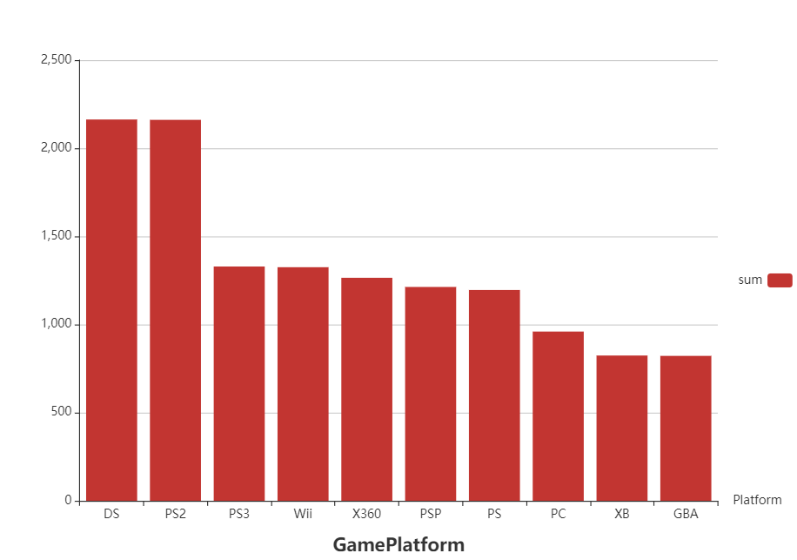 2,500
2,000
1,500
1,000
500
0
DS PS2 PS3 Wii X360 PSP PS PC XB GBA
Platform
sum
GamePlatform